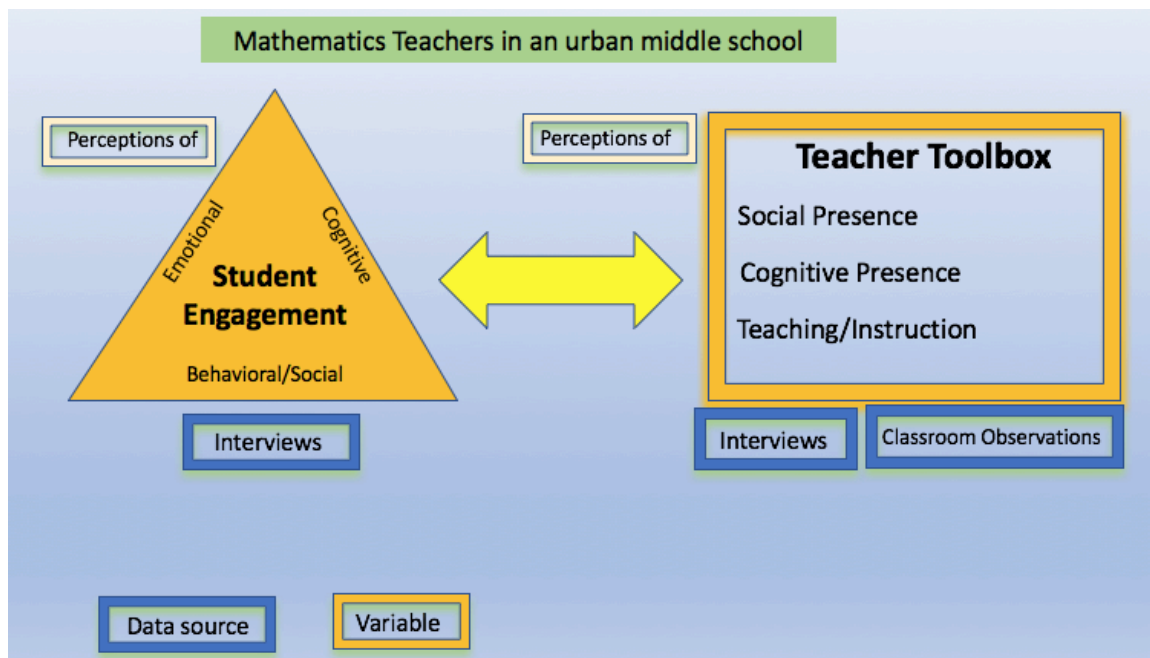 Mathematics Teachers in an urban middle school
Perceptions of
Emotional
Cognitive
Student
Engagement
Behavioral/Social
Interviews
Perceptions of
Teacher Toolbox
Social Presence
Cognitive Presence
Teaching/Instruction
Interviews
Classroom Observations
Data source
Variable